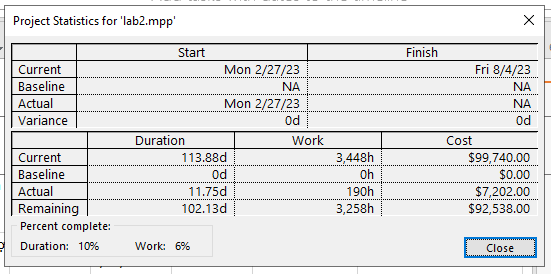 Project Statistics for 'lab2.mpp'
Start Finish
Current Mon 2/27/23 Fri 8/4/23
Baseline NA NA
Actual Mon 2/27/23 NA
Variance 0d 0d
Duration Work Cost
Current 113.88d 3,448h $99,740.00
Baseline 0d 0h $0.00
Actual 11.75d 190h $7,202.00
Remaining 102.13d 3,258h $92,538.00
Percent complete:
Duration: 10% Work: 6% Close